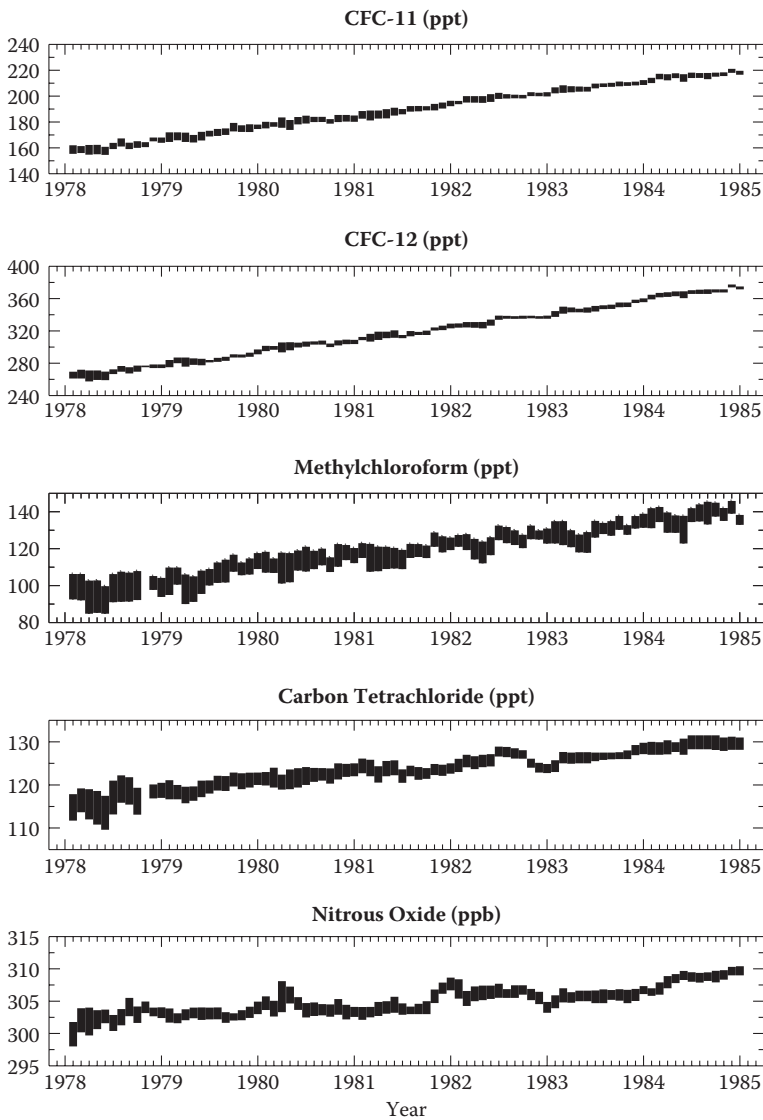 CFC-11 (ppt)
240
220
200
180
160
140
1978 1979 1980 1981 1982 1983 1984 1985
CFC-12 (ppt)
400
360
320
280
240
1978 1979 1980 1981 1982 1983 1984 1985
Methylchloroform (ppt)
140
120
100
80
1978 1979 1980 1981 1982 1983 1984 1985
Carbon Tetrachloride (ppt)
130
120
110
1978 1979 1980 1981 1982 1983 1984 1985
Nitrous Oxide (ppb)
315
310
305
300
295
1978 1979 1980 1981 1982 1983 1984 1985
Year